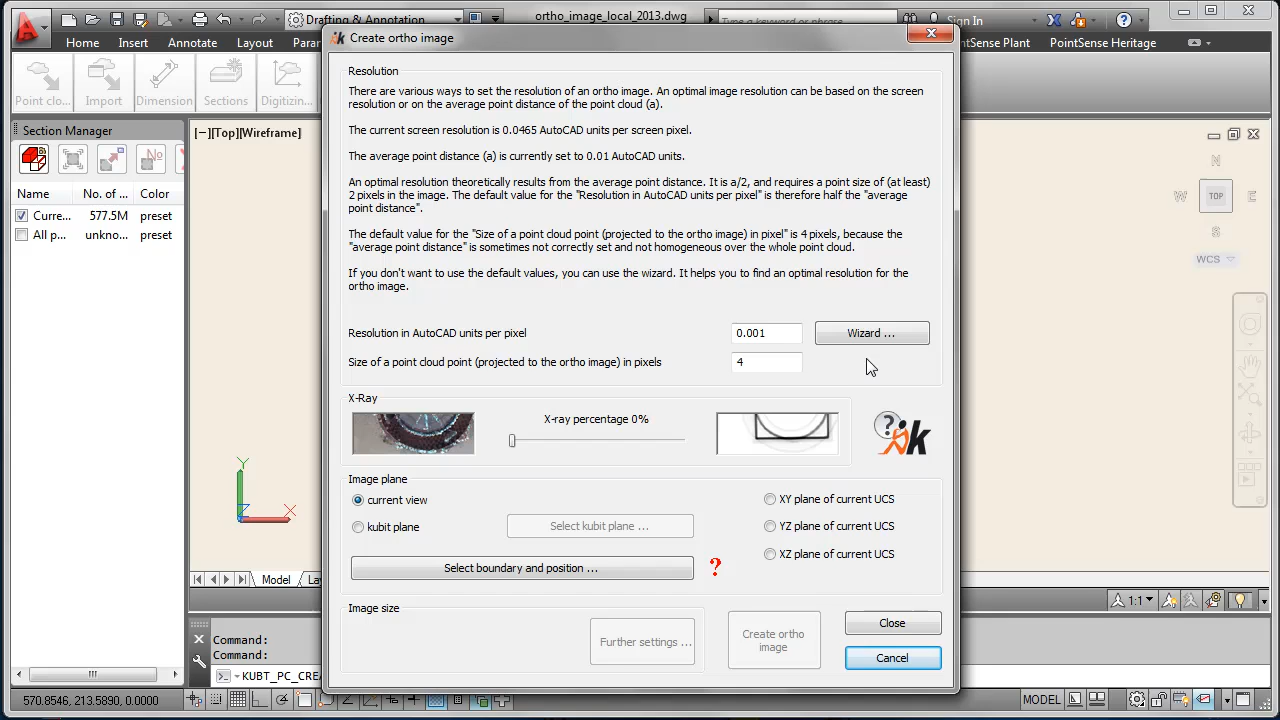 Drafting & Annotation
ortho_image_local_2013.dwg
Type a keyword or phrase
Sign In
Home
Insert
Annotate
Layout
Create ortho image
PointSense Heritage
Point clo...
Import
Dimension
Sections
Digitizin...
Section Manager
Name
No. of ...
Color
Curre...
577.5M
preset
All p...
unkno...
preset
[−][Top][Wireframe]
Resolution
There are various ways to set the resolution of an ortho image. An optimal image resolution can be based on the screen
resolution or on the average point distance of the point cloud (a).
The current screen resolution is 0.0465 AutoCAD units per screen pixel.
The average point distance (a) is currently set to 0.01 AutoCAD units.
An optimal resolution theoretically results from the average point distance. It is a/2, and requires a point size of (at least)
2 pixels in the image. The default value for the "Resolution in AutoCAD units per pixel" is therefore half the "average
point distance".
The default value for the "Size of a point cloud point (projected to the ortho image) in pixel" is 4 pixels, because the
"average point distance" is sometimes not correctly set and not homogeneous over the whole point cloud.
If you don't want to use the default values, you can use the wizard. It helps you to find an optimal resolution for the
ortho image.
Resolution in AutoCAD units per pixel
0.001
Wizard ...
Size of a point cloud point (projected to the ortho image) in pixels
4
X-Ray
X-ray percentage 0%
? k
Image plane
current view
kubit plane
Select kubit plane ...
XY plane of current UCS
YZ plane of current UCS
XZ plane of current UCS
Select boundary and position ...
?
Image size
Further settings ...
Create ortho
image
Close
Cancel
N
W
TOP
E
S
WCS
Y
X
Z
Model
1:1
Command:
Command:
570.8546, 213.5890, 0.0000
MODEL